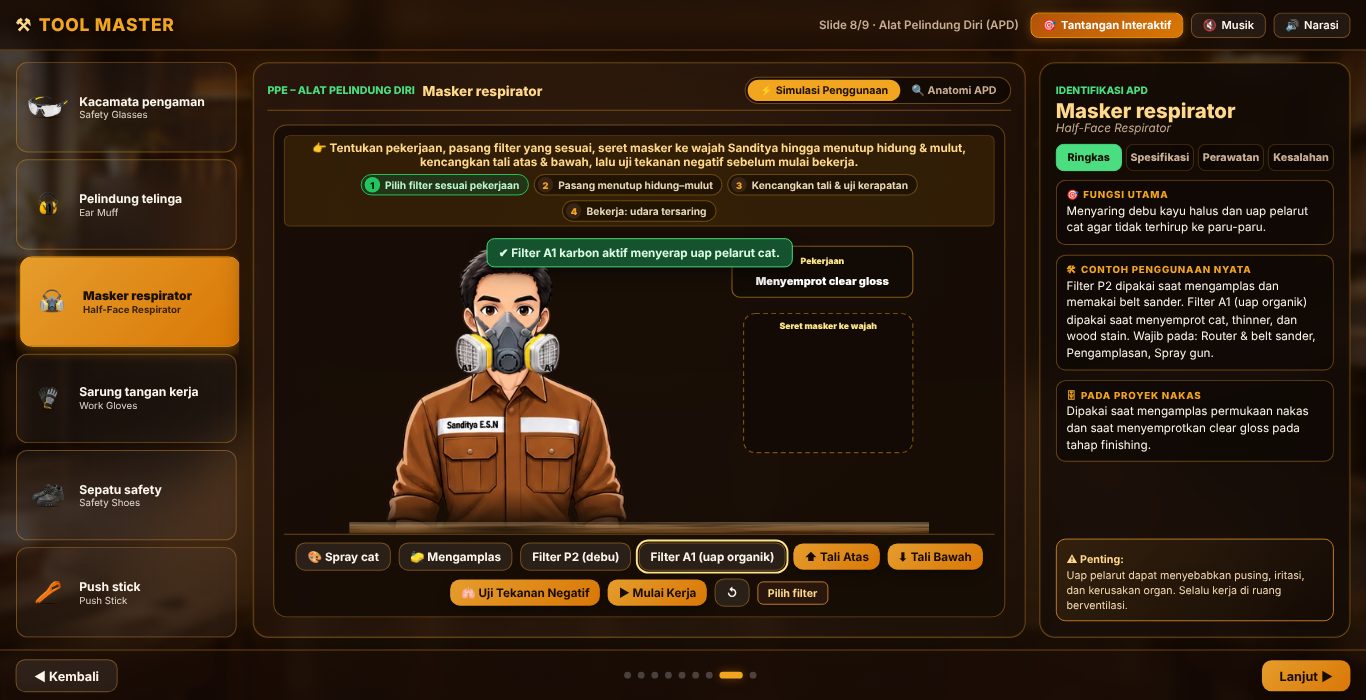 ⚒ TOOL MASTER
Slide 8/9 · Alat Pelindung Diri (APD)
🎯 Tantangan Interaktif
🔇 Musik
🔊 Narasi
Kacamata pengaman
Safety Glasses
Pelindung telinga
Ear Muff
Masker respirator
Half-Face Respirator
Sarung tangan kerja
Work Gloves
Sepatu safety
Safety Shoes
Push stick
Push Stick
PPE – ALAT PELINDUNG DIRI Masker respirator
⚡ Simulasi Penggunaan
🔍 Anatomi APD
👉 Tentukan pekerjaan, pasang filter yang sesuai, seret masker ke wajah Sanditya hingga menutup hidung & mulut,
kencangkan tali atas & bawah, lalu uji tekanan negatif sebelum mulai bekerja.
1 Pilih filter sesuai pekerjaan
2 Pasang menutup hidung–mulut
3 Kencangkan tali & uji kerapatan
4 Bekerja: udara tersaring
✔ Filter A1 karbon aktif menyerap uap pelarut cat.
Pekerjaan
Menyemprot clear gloss
Seret masker ke wajah
Sanditya E.S.N
🎨 Spray cat
🧽 Mengamplas
Filter P2 (debu)
Filter A1 (uap organik)
⬆ Tali Atas
⬇ Tali Bawah
🫁 Uji Tekanan Negatif
▶ Mulai Kerja
↺
Pilih filter
IDENTIFIKASI APD
Masker respirator
Half-Face Respirator
Ringkas
Spesifikasi
Perawatan
Kesalahan
🎯 FUNGSI UTAMA
Menyaring debu kayu halus dan uap pelarut
cat agar tidak terhirup ke paru-paru.
🛠 CONTOH PENGGUNAAN NYATA
Filter P2 dipakai saat mengamplas dan
memakai belt sander. Filter A1 (uap organik)
dipakai saat menyemprot cat, thinner, dan
wood stain. Wajib pada: Router & belt sander,
Pengamplasan, Spray gun.
🗄 PADA PROYEK NAKAS
Dipakai saat mengamplas permukaan nakas
dan saat menyemprotkan clear gloss pada
tahap finishing.
⚠ Penting:
Uap pelarut dapat menyebabkan pusing, iritasi,
dan kerusakan organ. Selalu kerja di ruang
berventilasi.
◀ Kembali
Lanjut ▶